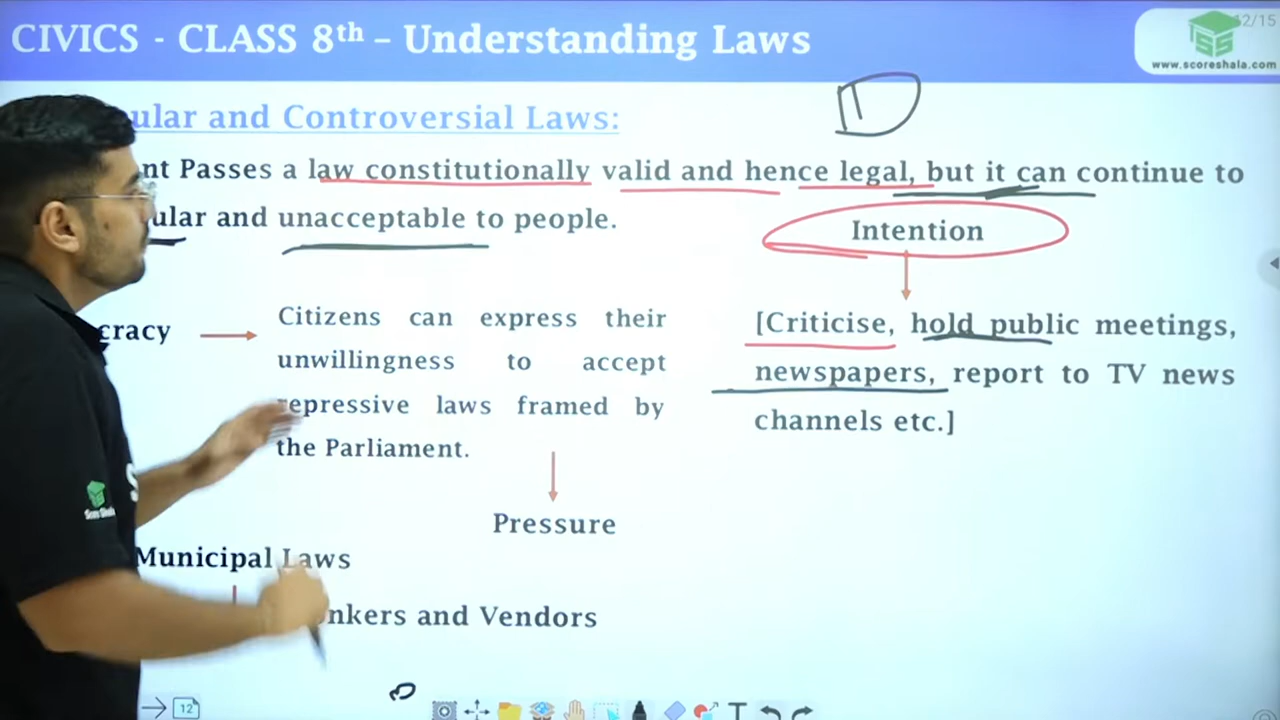 CIVICS - CLASS 8th – Understanding Laws
12/15
www.scoreshala.com
ular and Controversial Laws:
D
nt Passes a law constitutionally valid and hence legal, but it can continue to
ular and unacceptable to people.
Intention
cracy
Citizens can express their
unwillingness to accept
repressive laws framed by
the Parliament.
[Criticise, hold public meetings,
newspapers, report to TV news
channels etc.]
Pressure
Municipal Laws
nkers and Vendors
12